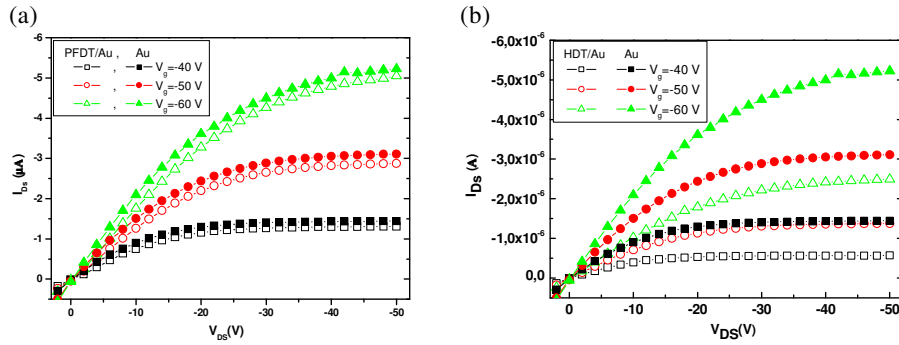 (a)
-6
-5
-4
-3
-2
-1
0
I_Ds (μA)
PFDT/Au , Au
, V_g=-40 V
, V_g=-50 V
, V_g=-60 V
0 -10 -20 -30 -40 -50
V_DS(V)
(b)
-6,0x10^-6
-5,0x10^-6
-4,0x10^-6
-3,0x10^-6
-2,0x10^-6
-1,0x10^-6
0,0
I_Ds (A)
HDT/Au Au
V_g=-40 V
V_g=-50 V
V_g=-60 V
0 -10 -20 -30 -40 -50
V_DS(V)